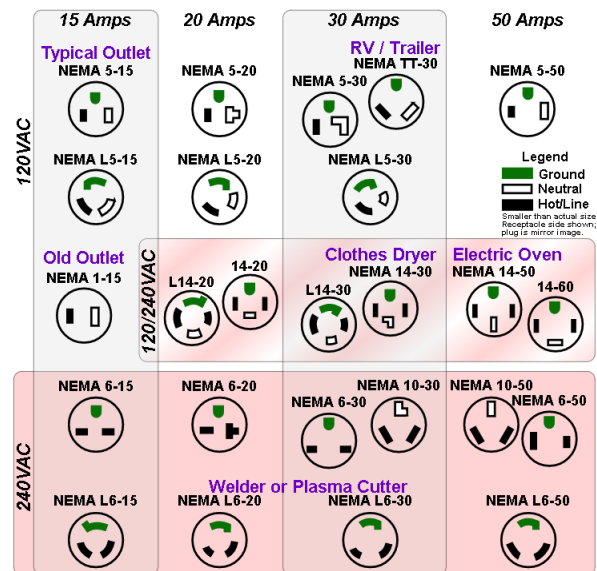 15 Amps 20 Amps 30 Amps 50 Amps
120VAC
Typical Outlet RV / Trailer
NEMA 5-15 NEMA 5-20 NEMA 5-30 NEMA TT-30 NEMA 5-50
NEMA L5-15 NEMA L5-20 NEMA L5-30
Legend
Ground
Neutral
Hot/Line
Smaller than actual size
Receptacle side shown;
plug is mirror image.
Old Outlet
NEMA 1-15
120/240VAC
Clothes Dryer Electric Oven
L14-20 14-20 L14-30 NEMA 14-30 NEMA 14-50 14-60
240VAC
NEMA 6-15 NEMA 6-20 NEMA 6-30 NEMA 10-30 NEMA 10-50 NEMA 6-50
Welder or Plasma Cutter
NEMA L6-15 NEMA L6-20 NEMA L6-30 NEMA L6-50